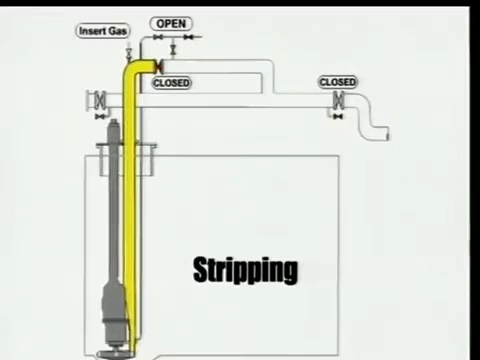 OPEN
Insert Gas
CLOSED
CLOSED
Stripping